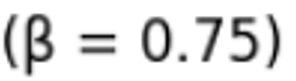 (β = 0.75)